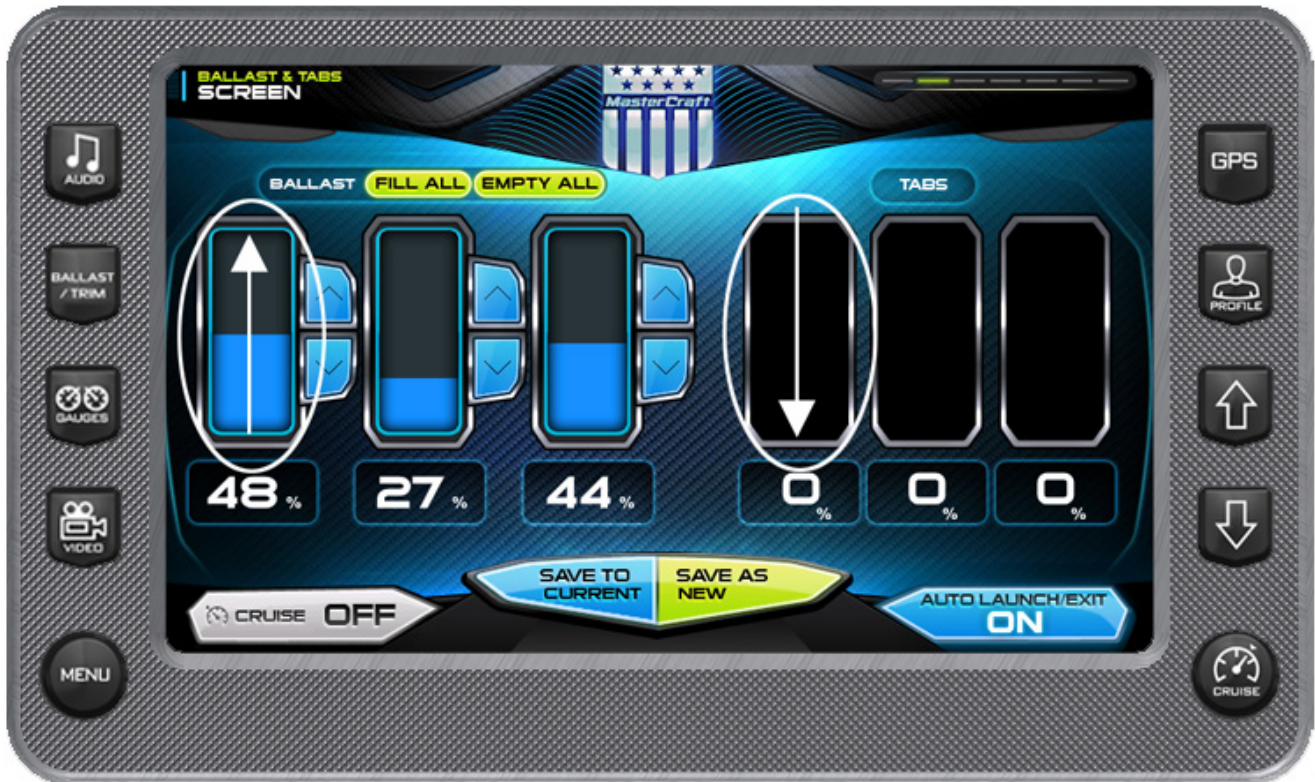 BALLAST & TABS
SCREEN
MasterCraft
AUDIO
BALLAST
/ TRIM
GAUGES
VIDEO
MENU
BALLAST FILL ALL EMPTY ALL
TABS
48 % 27 % 44 % 0 % 0 % 0 %
SAVE TO
CURRENT
SAVE AS
NEW
CRUISE OFF
AUTO LAUNCH/EXIT
ON
GPS
PROFILE
CRUISE